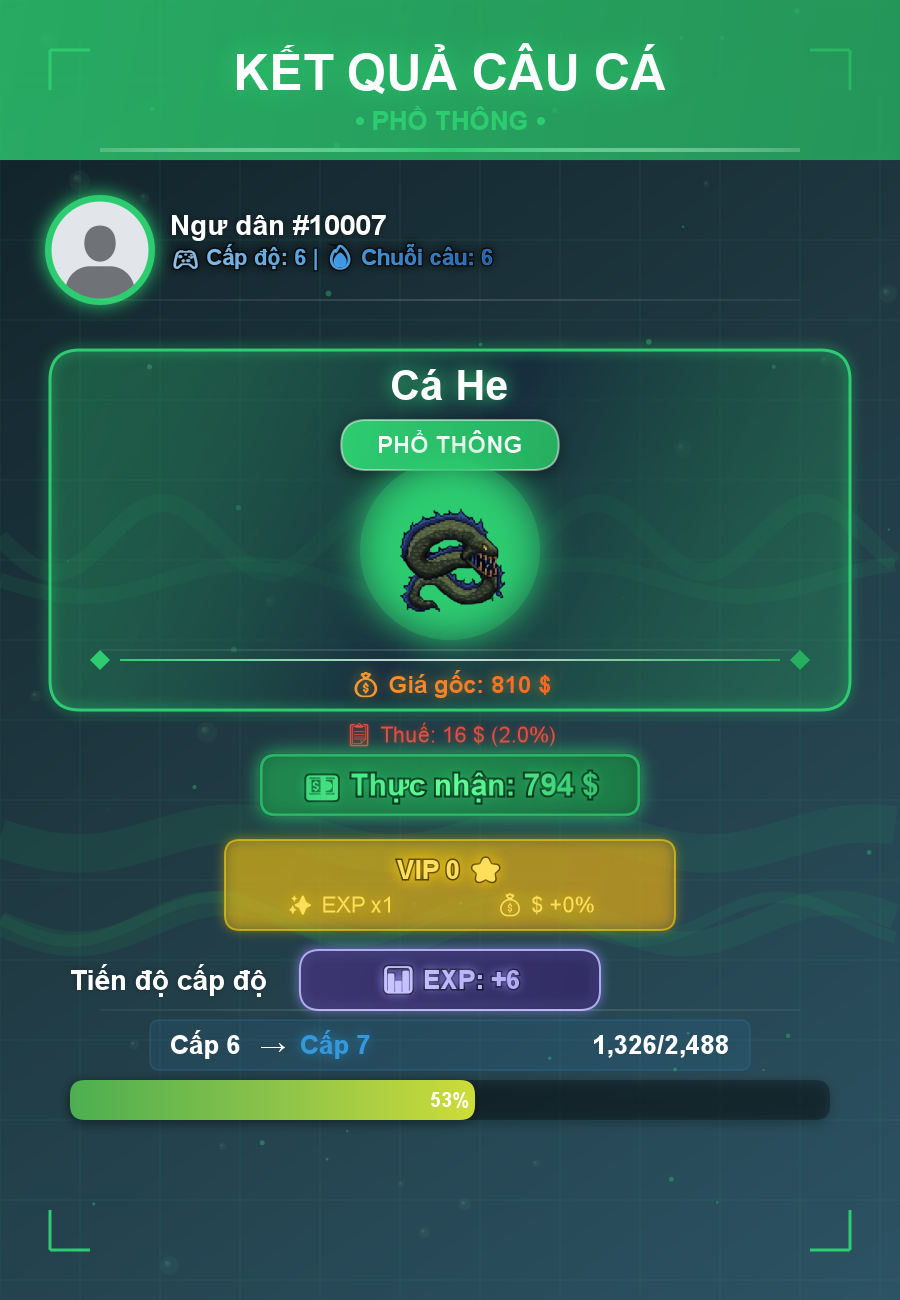 KẾT QUẢ CÂU CÁ
• PHỔ THÔNG •
Ngư dân #10007
Cấp độ: 6 | Chuỗi câu: 6
Cá He
PHỔ THÔNG
Giá gốc: 810 $
Thuế: 16 $ (2.0%)
Thực nhận: 794 $
VIP 0
EXP x1 $ +0%
Tiến độ cấp độ EXP: +6
Cấp 6 → Cấp 7 1,326/2,488
53%